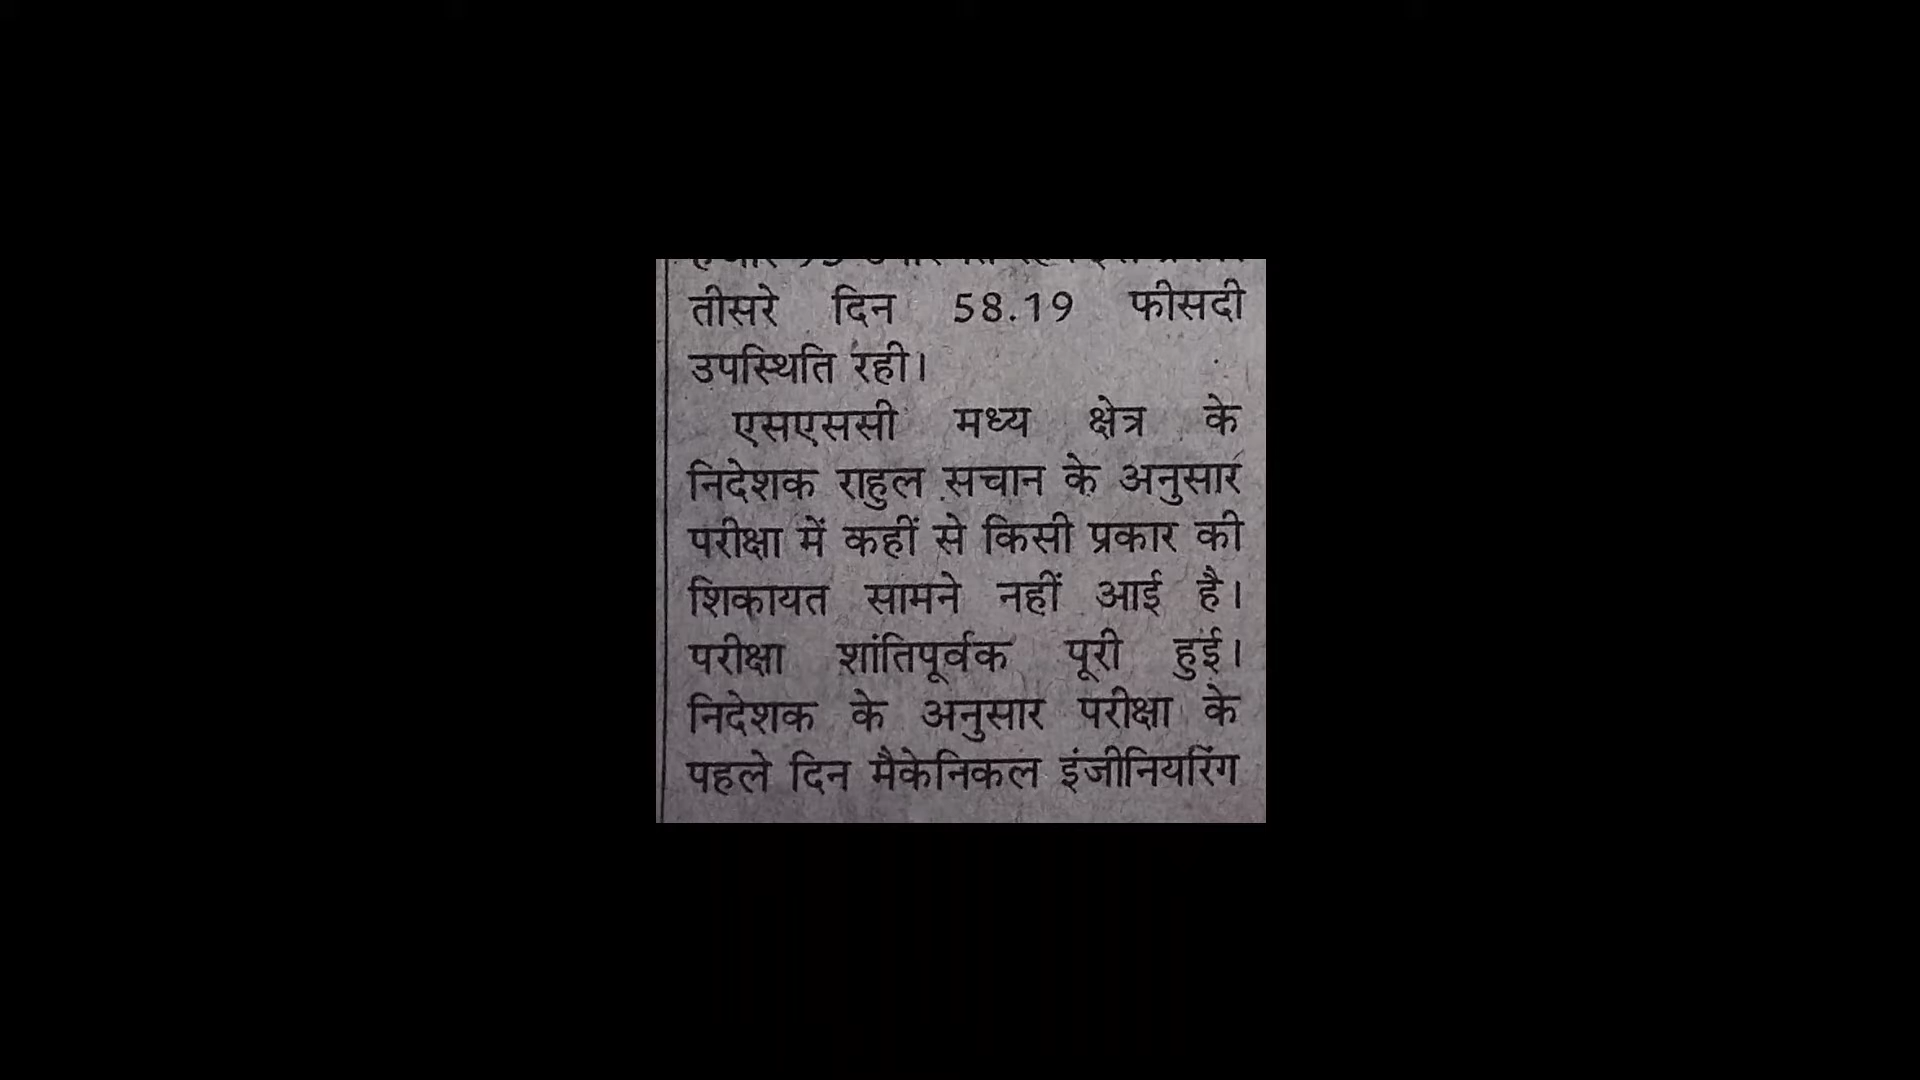 तीसरे दिन 58.19 फीसदी
उपस्थिति रही।
एसएससी मध्य क्षेत्र के
निदेशक राहुल सचान के अनुसार
परीक्षा में कहीं से किसी प्रकार की
शिकायत सामने नहीं आई है।
परीक्षा शांतिपूर्वक पूरी हुई।
निदेशक के अनुसार परीक्षा के
पहले दिन मैकेनिकल इंजीनियरिंग